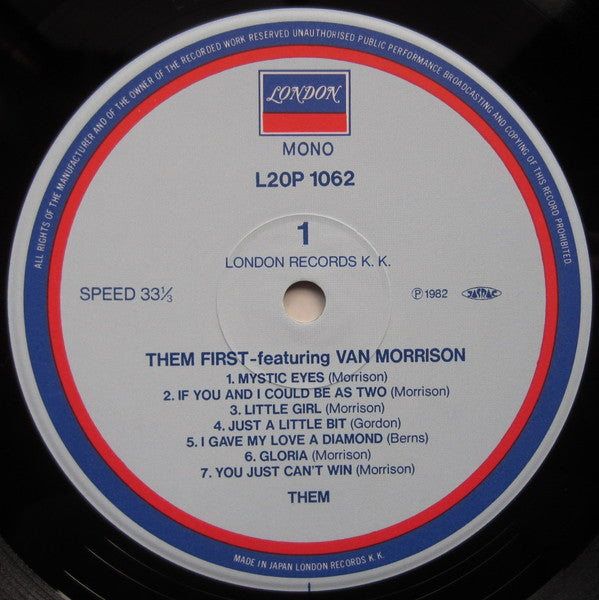 ALL RIGHTS OF THE MANUFACTURER AND OF THE OWNER OF THE RECORDED WORK RESERVED UNAUTHORISED PUBLIC PERFORMANCE BROADCASTING AND COPYING OF THIS RECORD PROHIBITED
LONDON
MONO
L20P 1062
1
LONDON RECORDS K. K.
SPEED 33⅓
℗1982 JASRAC
THEM FIRST-featuring VAN MORRISON
1. MYSTIC EYES (Morrison)
2. IF YOU AND I COULD BE AS TWO (Morrison)
3. LITTLE GIRL (Morrison)
4. JUST A LITTLE BIT (Gordon)
5. I GAVE MY LOVE A DIAMOND (Berns)
6. GLORIA (Morrison)
7. YOU JUST CAN'T WIN (Morrison)
THEM
MADE IN JAPAN LONDON RECORDS K. K.